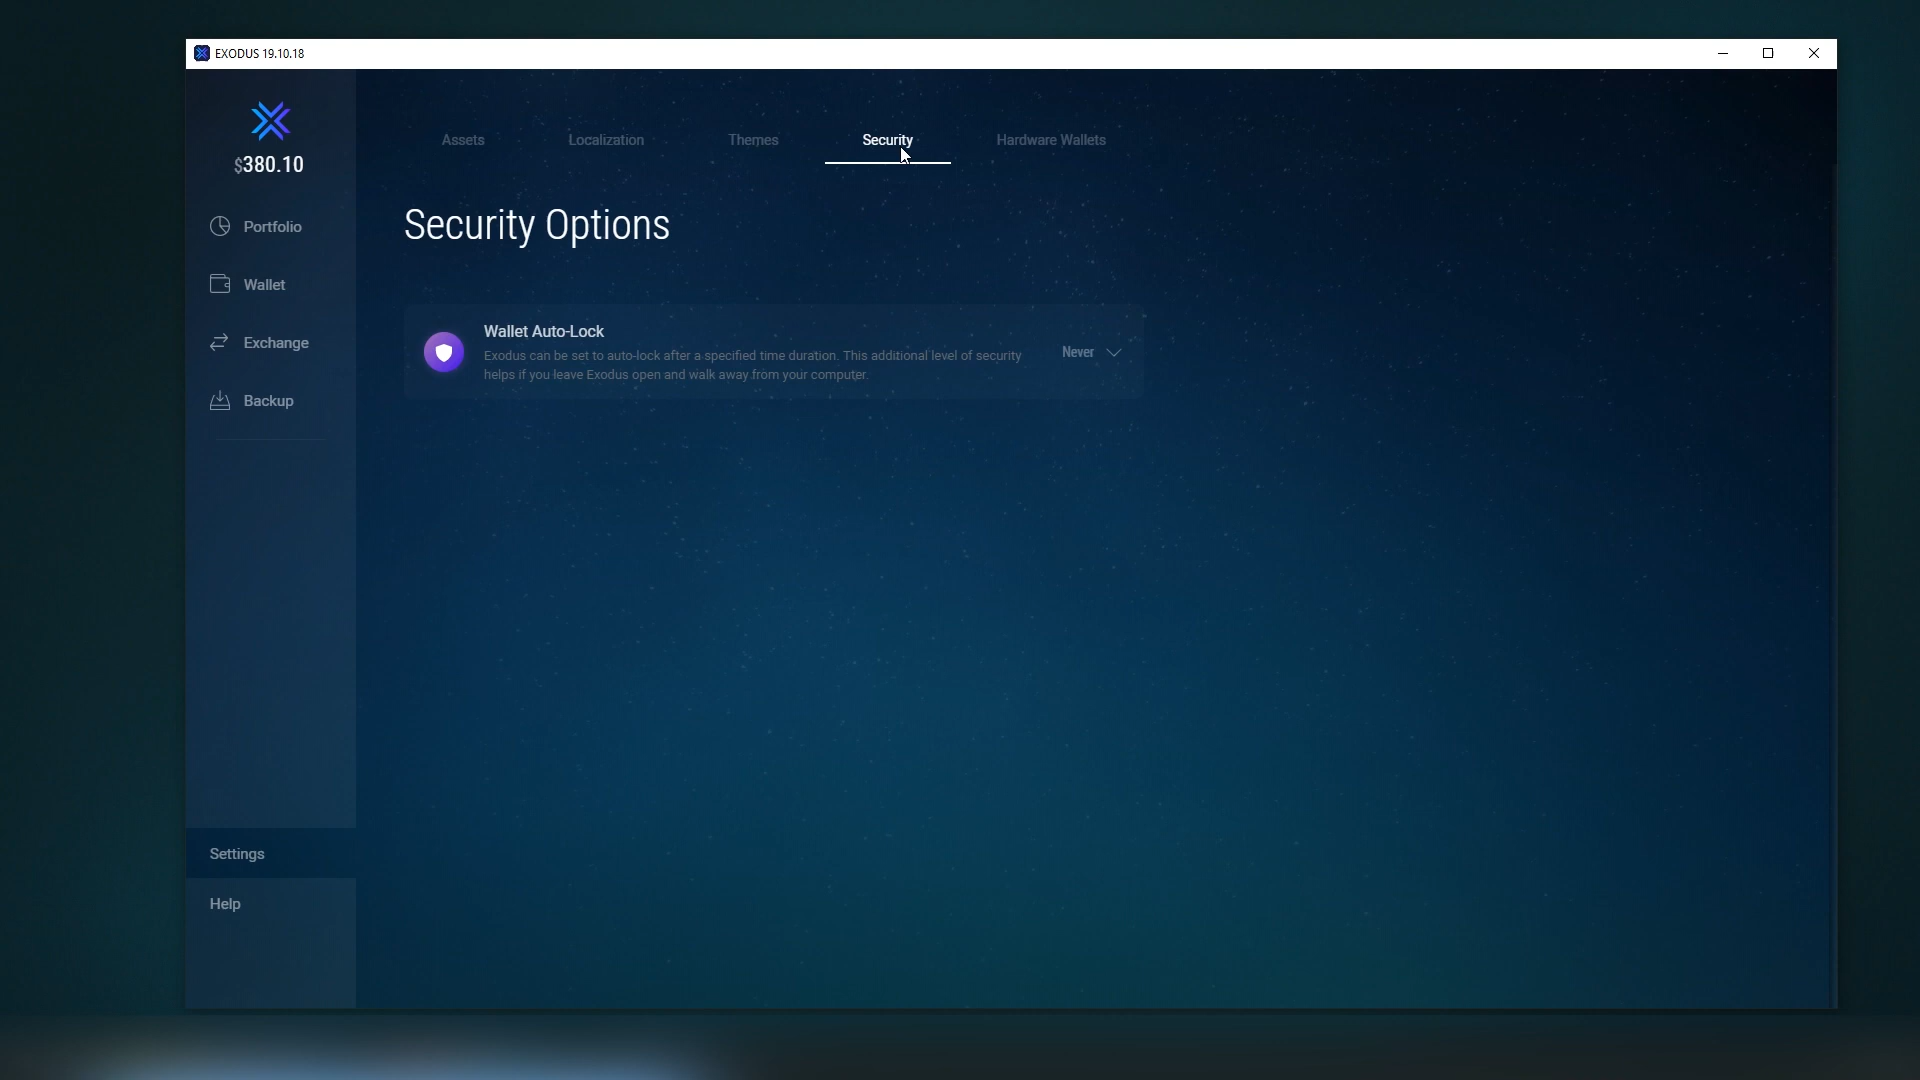 EXODUS 19.10.18
$380.10
Portfolio
Wallet
Exchange
Backup
Settings
Help
Assets
Localization
Themes
Security
Hardware Wallets
Security Options
Wallet Auto-Lock
Exodus can be set to auto-lock after a specified time duration. This additional level of security
helps if you leave Exodus open and walk away from your computer.
Never